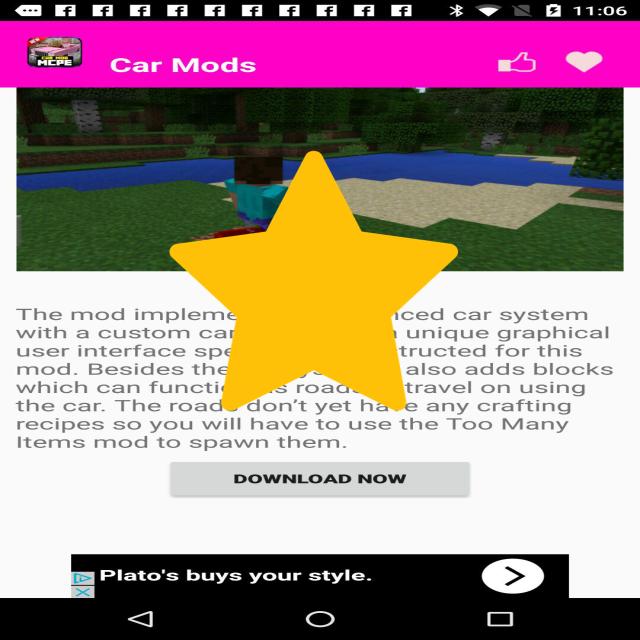 11:06
CAR MOD
MCPE
Car Mods
The mod impleme nced car system
with a custom car unique graphical
user interface spe tructed for this
mod. Besides the also adds blocks
which can functi s roads travel on using
the car. The roads don't yet have any crafting
recipes so you will have to use the Too Many
Items mod to spawn them.
DOWNLOAD NOW
Plato's buys your style.